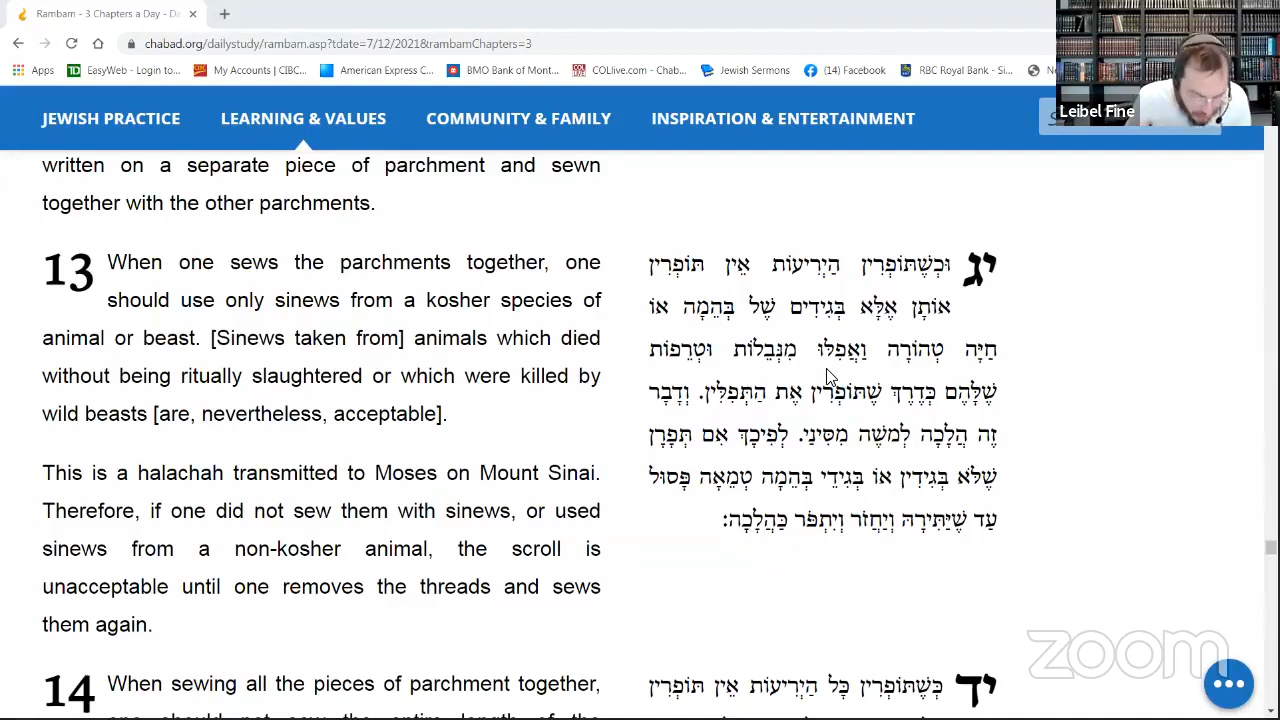 Rambam - 3 Chapters a Day - Da
chabad.org/dailystudy/rambam.asp?tdate=7/12/2021&rambamChapters=3
Apps
EasyWeb - Login to...
My Accounts | CIBC...
American Express C...
BMO Bank of Mont...
COLlive.com - Chab...
Jewish Sermons
(14) Facebook
RBC Royal Bank - Si...
Leibel Fine
JEWISH PRACTICE
LEARNING & VALUES
COMMUNITY & FAMILY
INSPIRATION & ENTERTAINMENT
written on a separate piece of parchment and sewn
together with the other parchments.
13 When one sews the parchments together, one
should use only sinews from a kosher species of
animal or beast. [Sinews taken from] animals which died
without being ritually slaughtered or which were killed by
wild beasts [are, nevertheless, acceptable].
This is a halachah transmitted to Moses on Mount Sinai.
Therefore, if one did not sew them with sinews, or used
sinews from a non-kosher animal, the scroll is
unacceptable until one removes the threads and sews
them again.
14 When sewing all the pieces of parchment together,
יג וּכְשֶׁתּוֹפְרִין הַיְרִיעוֹת אֵין תּוֹפְרִין
אוֹתָן אֶלָּא בְּגִידִים שֶׁל בְּהֵמָה אוֹ
חַיָּה טְהוֹרָה וַאֲפִלּוּ מִנְּבֵלוֹת וּטְרֵפוֹת
שֶׁלָּהֶם כְּדֶרֶךְ שֶׁתּוֹפְרִין אֶת הַתְּפִלִּין. וְדָבָר
זֶה הֲלָכָה לְמשֶׁה מִסִּינַי. לְפִיכָךְ אִם תְּפָרָן
שֶׁלֹּא בְּגִידִין אוֹ בְּגִידֵי בְּהֵמָה טְמֵאָה פָּסוּל
עַד שֶׁיַּתִּירָהּ וְיַחֲזֹר וְיִתְפֹּר כַּהֲלָכָה:
יד כְּשֶׁתּוֹפְרִין כָּל הַיְרִיעוֹת אֵין תּוֹפְרִין
zoom